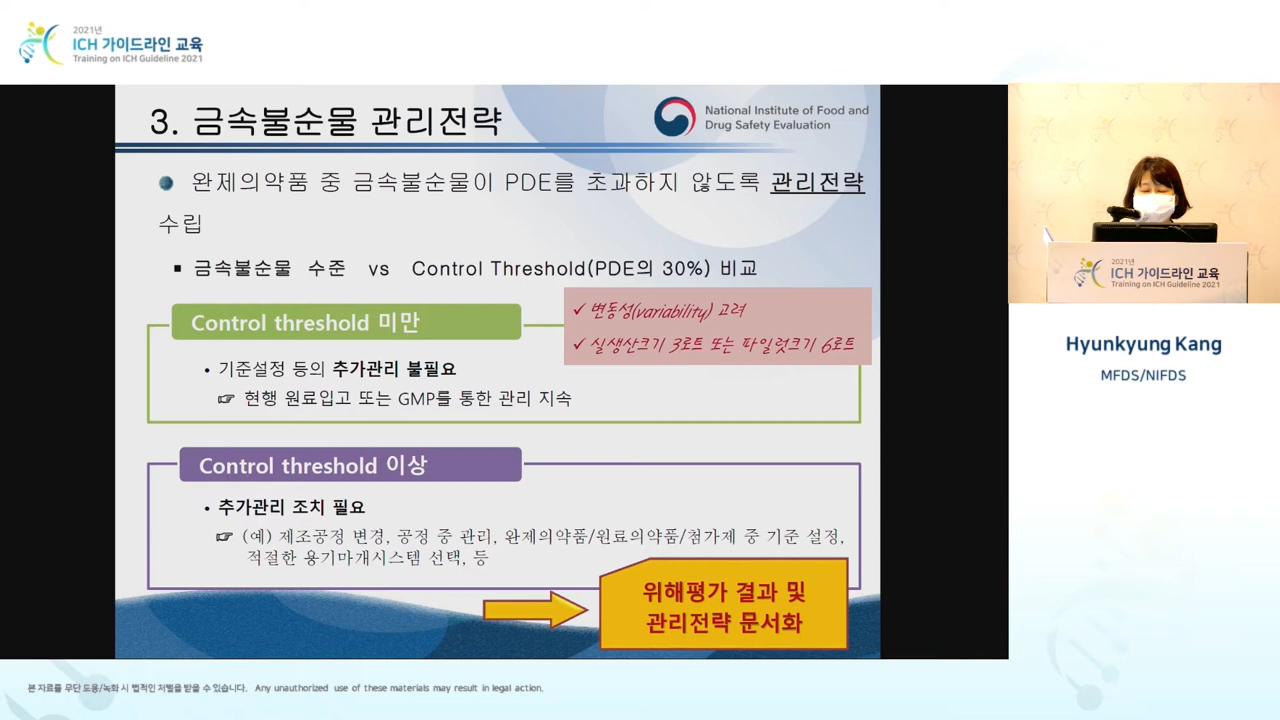 2021년
ICH 가이드라인 교육
Training on ICH Guideline 2021
3. 금속불순물 관리전략
National Institute of Food and
Drug Safety Evaluation
완제의약품 중 금속불순물이 PDE를 초과하지 않도록 관리전략
수립
▪ 금속불순물 수준 vs Control Threshold(PDE의 30%) 비교
Control threshold 미만
✓ 변동성(variability) 고려
✓ 실생산크기 3로트 또는 파일럿크기 6로트
• 기준설정 등의 추가관리 불필요
☞ 현행 원료입고 또는 GMP를 통한 관리 지속
Control threshold 이상
• 추가관리 조치 필요
☞ (예) 제조공정 변경, 공정 중 관리, 완제의약품/원료의약품/첨가제 중 기준 설정,
적절한 용기마개시스템 선택, 등
위해평가 결과 및
관리전략 문서화
2021년
ICH 가이드라인 교육
Training on ICH Guideline 2021
Hyunkyung Kang
MFDS/NIFDS
본 자료를 무단 도용/녹화 시 법적인 처벌을 받을 수 있습니다. Any unauthorized use of these materials may result in legal action.